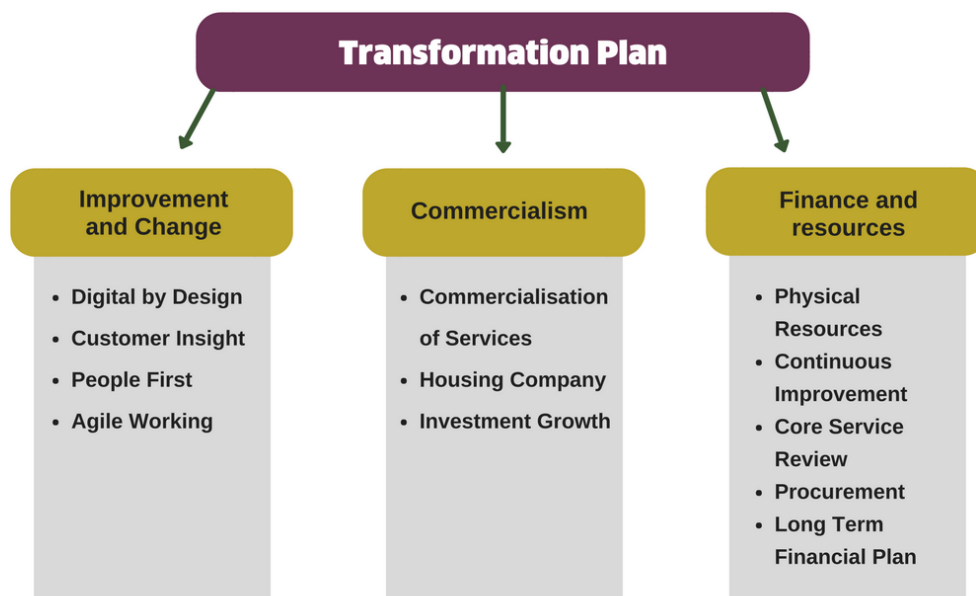 Transformation Plan
Improvement
and Change
• Digital by Design
• Customer Insight
• People First
• Agile Working
Commercialism
• Commercialisation
of Services
• Housing Company
• Investment Growth
Finance and
resources
• Physical
Resources
• Continuous
Improvement
• Core Service
Review
• Procurement
• Long Term
Financial Plan